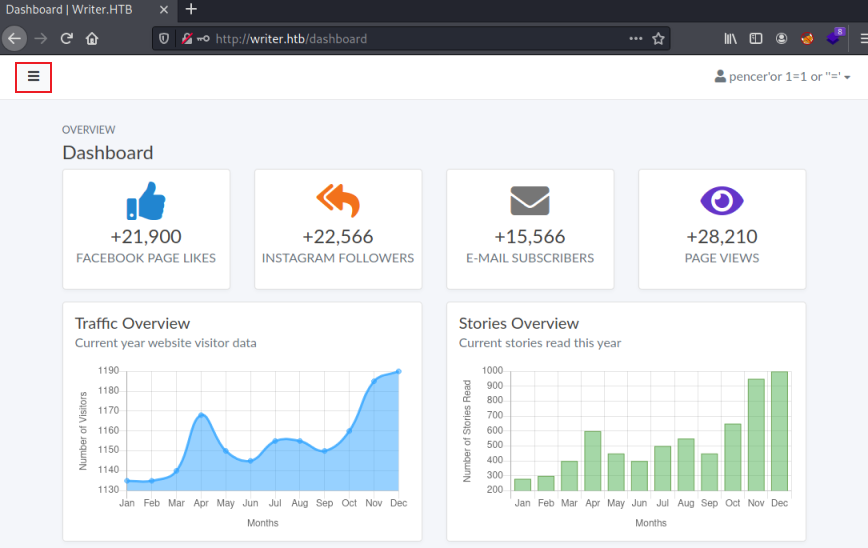 Dashboard | Writer.HTB
http://writer.htb/dashboard
8
pencer'or 1=1 or ''='
OVERVIEW
Dashboard
+21,900
FACEBOOK PAGE LIKES
+22,566
INSTAGRAM FOLLOWERS
+15,566
E-MAIL SUBSCRIBERS
+28,210
PAGE VIEWS
Traffic Overview
Current year website visitor data
Number of Visitors
1190
1180
1170
1160
1150
1140
1130
Jan Feb Mar Apr May Jun Jul Aug Sep Oct Nov Dec
Months
Stories Overview
Current stories read this year
Number of Stories Read
1000
900
800
700
600
500
400
300
200
Jan Feb Mar Apr May Jun Jul Aug Sep Oct Nov Dec
Months